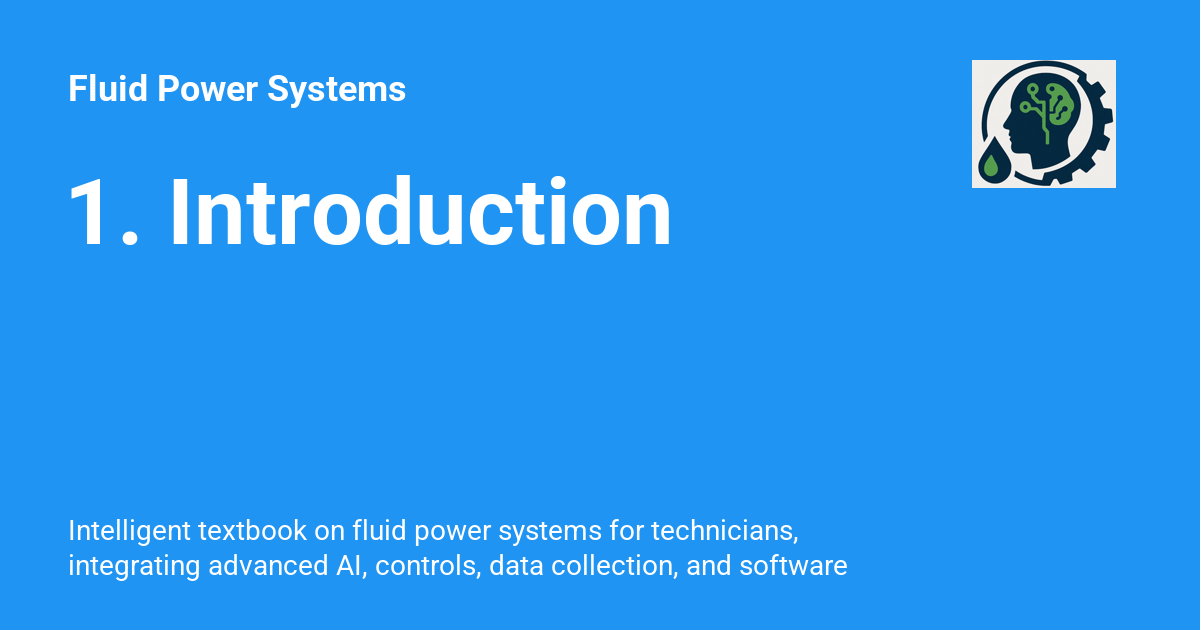 Fluid Power Systems
1. Introduction
Intelligent textbook on fluid power systems for technicians,
integrating advanced AI, controls, data collection, and software